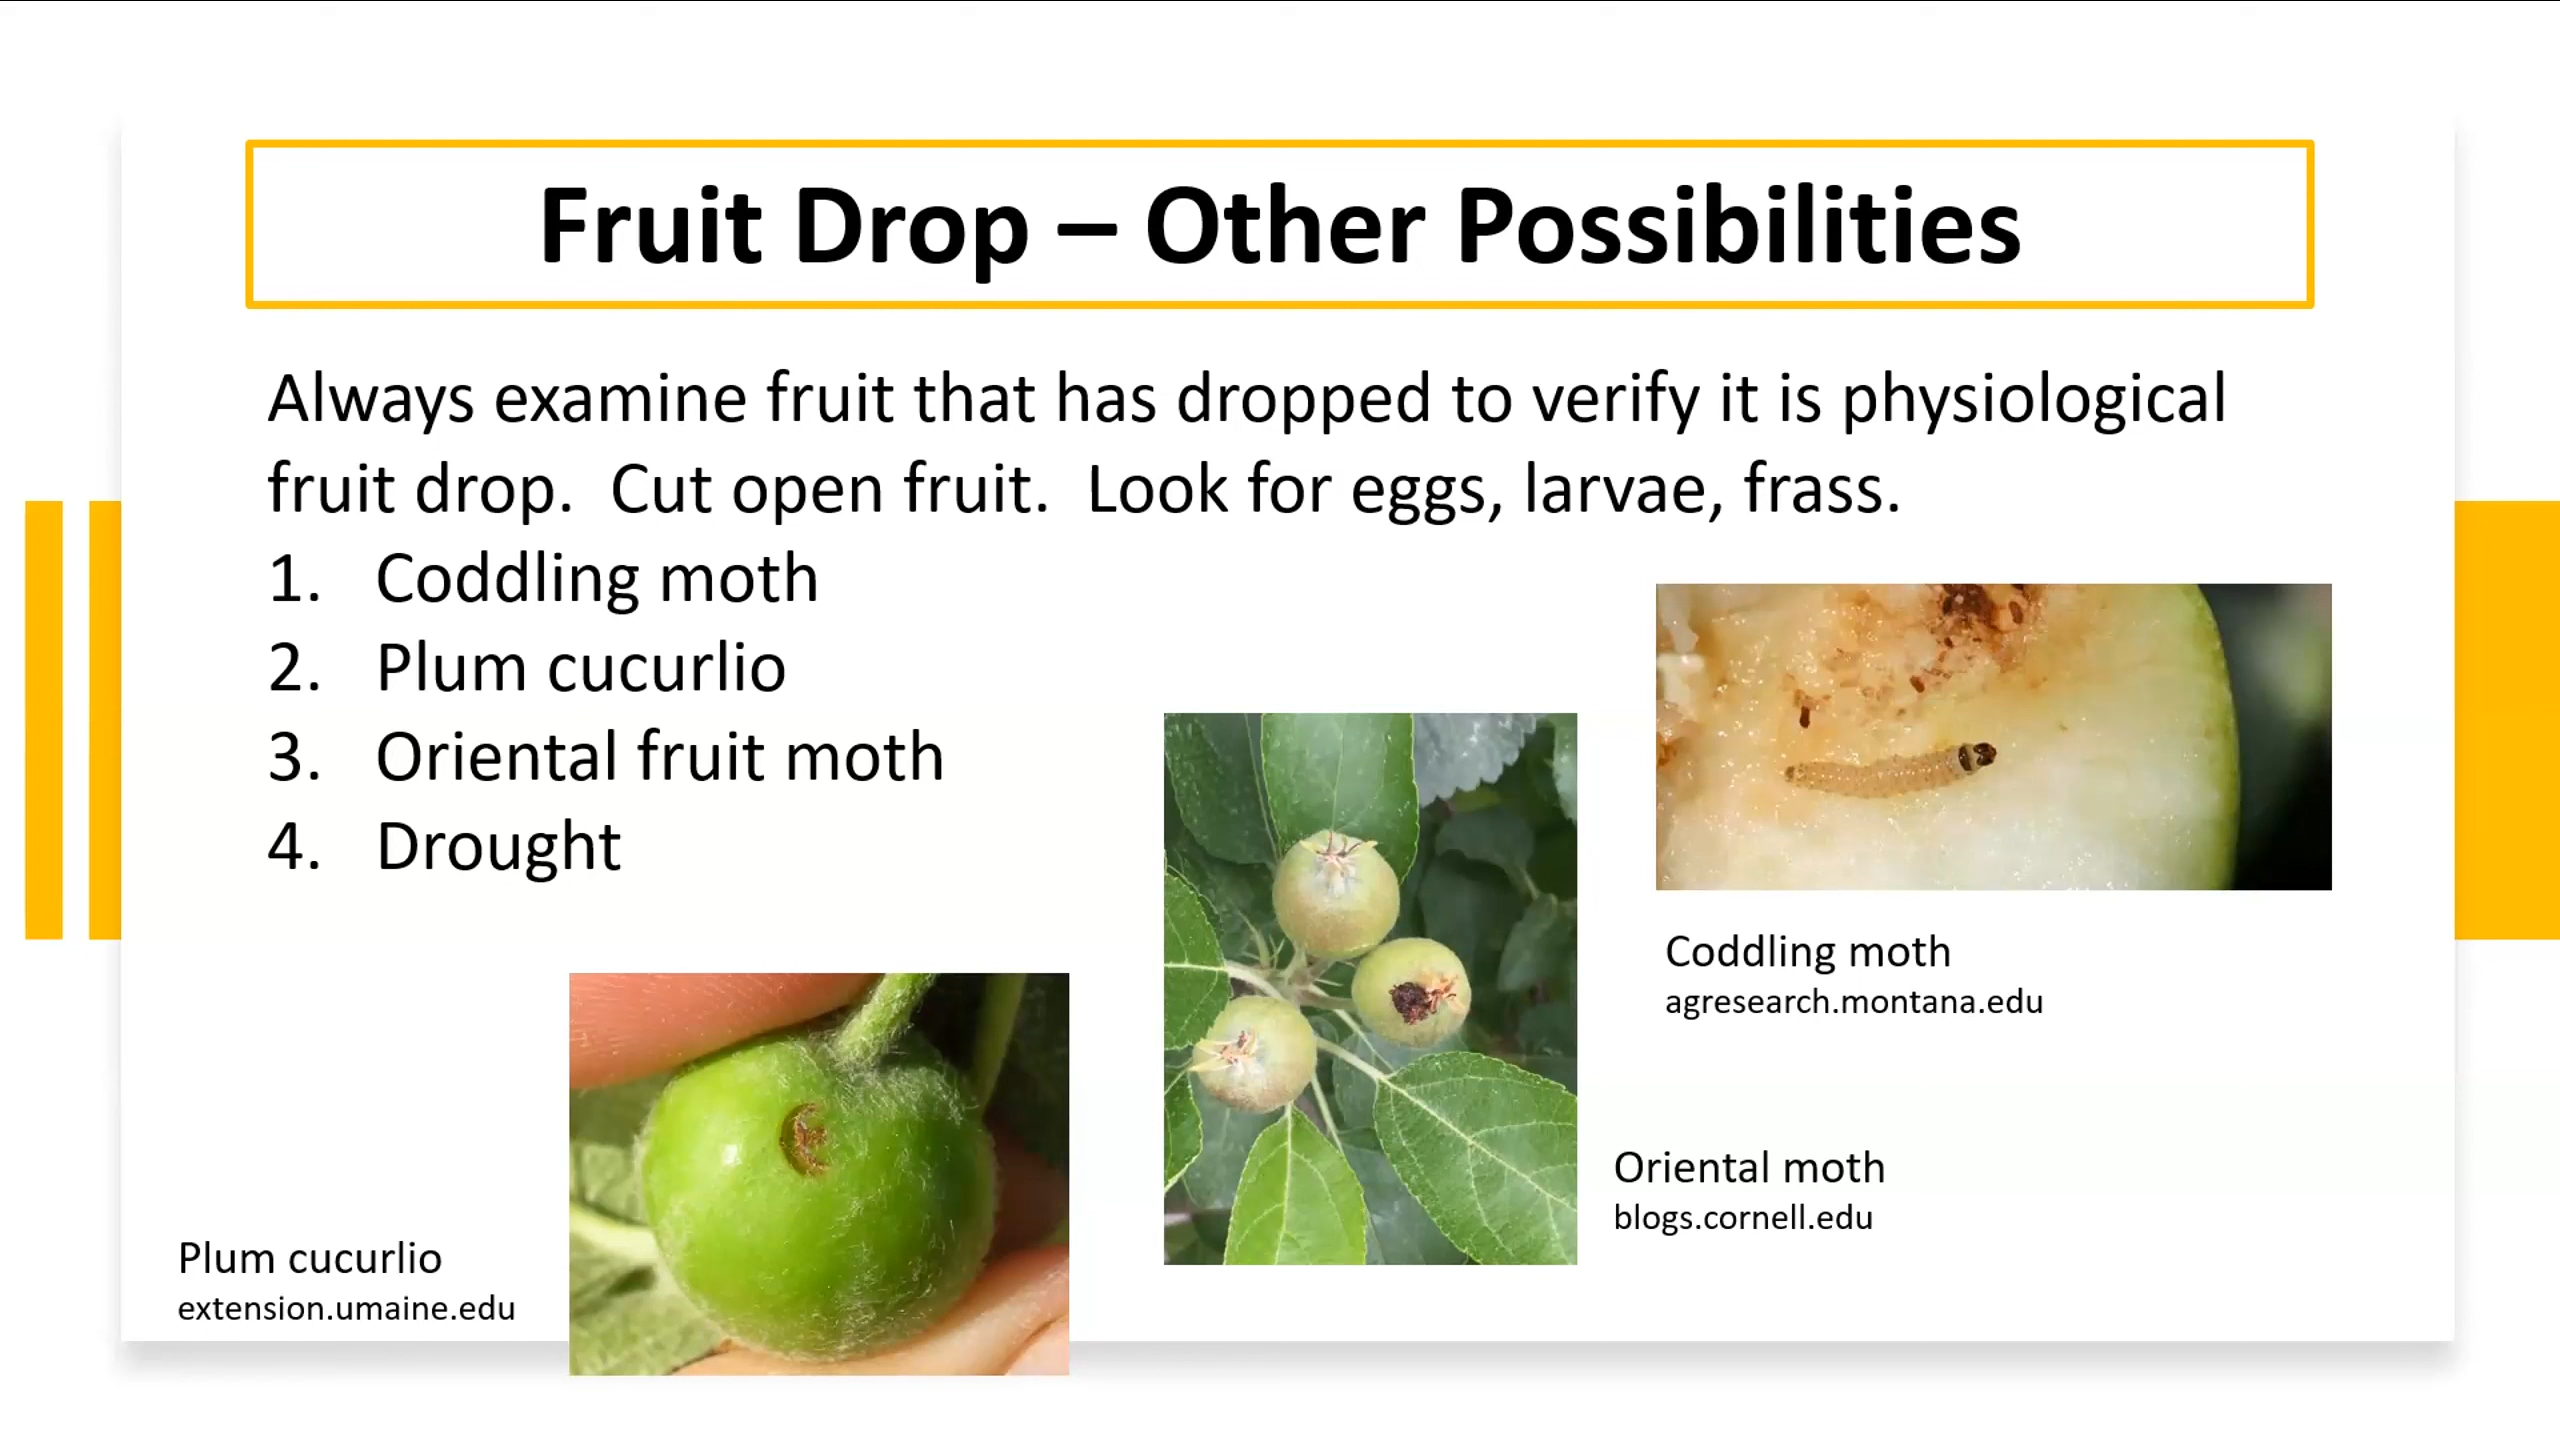 Fruit Drop – Other Possibilities
Always examine fruit that has dropped to verify it is physiological
fruit drop.  Cut open fruit.  Look for eggs, larvae, frass.
1. Coddling moth
2. Plum cucurlio
3. Oriental fruit moth
4. Drought
Coddling moth
agresearch.montana.edu
Oriental moth
blogs.cornell.edu
Plum cucurlio
extension.umaine.edu